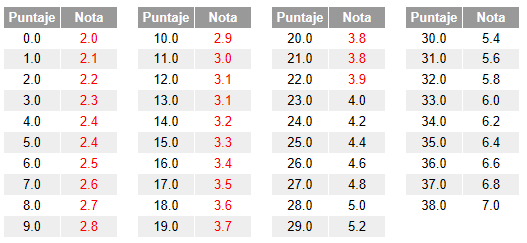 Puntaje Nota Puntaje Nota Puntaje Nota Puntaje Nota
0.0 2.0 10.0 2.9 20.0 3.8 30.0 5.4
1.0 2.1 11.0 3.0 21.0 3.8 31.0 5.6
2.0 2.2 12.0 3.1 22.0 3.9 32.0 5.8
3.0 2.3 13.0 3.1 23.0 4.0 33.0 6.0
4.0 2.4 14.0 3.2 24.0 4.2 34.0 6.2
5.0 2.4 15.0 3.3 25.0 4.4 35.0 6.4
6.0 2.5 16.0 3.4 26.0 4.6 36.0 6.6
7.0 2.6 17.0 3.5 27.0 4.8 37.0 6.8
8.0 2.7 18.0 3.6 28.0 5.0 38.0 7.0
9.0 2.8 19.0 3.7 29.0 5.2